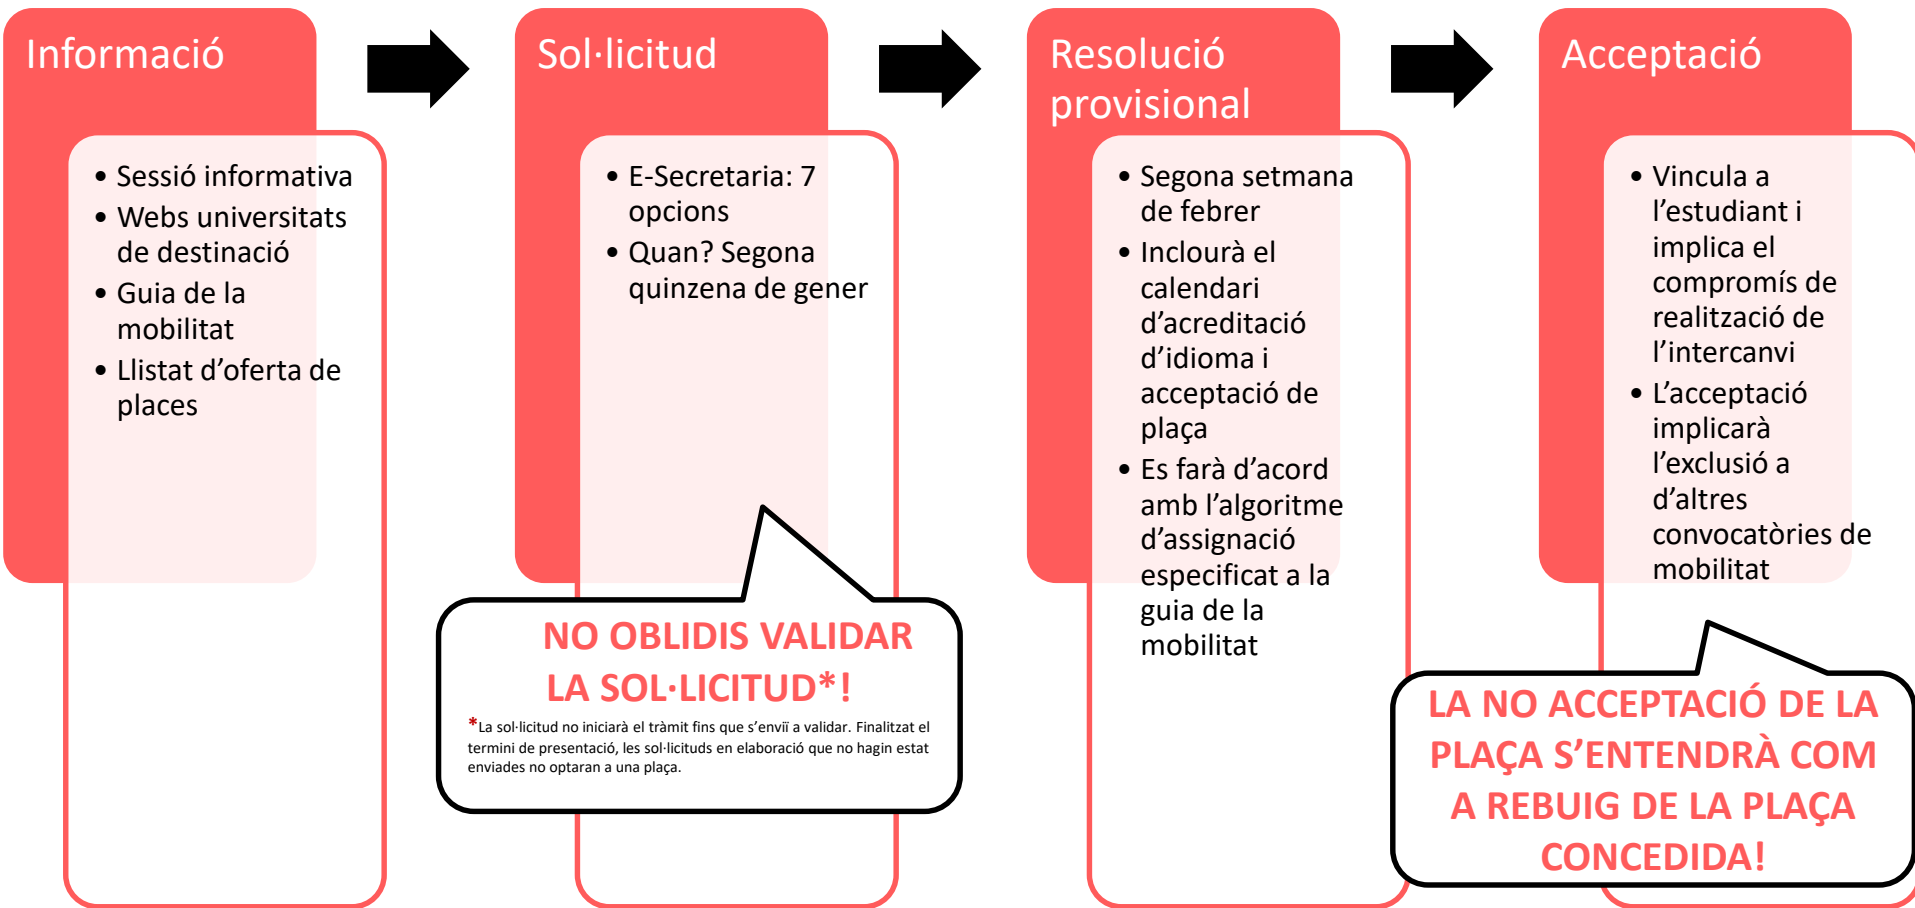 Informació
• Sessió informativa
• Webs universitats
de destinació
• Guia de la
mobilitat
• Llistat d’oferta de
places
Sol·licitud
• E-Secretaria: 7
opcions
• Quan? Segona
quinzena de gener
NO OBLIDIS VALIDAR
LA SOL·LICITUD*!
*La sol·licitud no iniciarà el tràmit fins que s’enviï a validar. Finalitzat el
termini de presentació, les sol·licituds en elaboració que no hagin estat
enviades no optaran a una plaça.
Resolució
provisional
• Segona setmana
de febrer
• Inclourà el
calendari
d’acreditació
d’idioma i
acceptació de
plaça
• Es farà d’acord
amb l’algoritme
d’assignació
especificat a la
guia de la
mobilitat
Acceptació
• Vincula a
l’estudiant i
implica el
compromís de
realització de
l’intercanvi
• L’acceptació
implicarà
l’exclusió a
d’altres
convocatòries de
mobilitat
LA NO ACCEPTACIÓ DE LA
PLAÇA S’ENTENDRÀ COM
A REBUIG DE LA PLAÇA
CONCEDIDA!